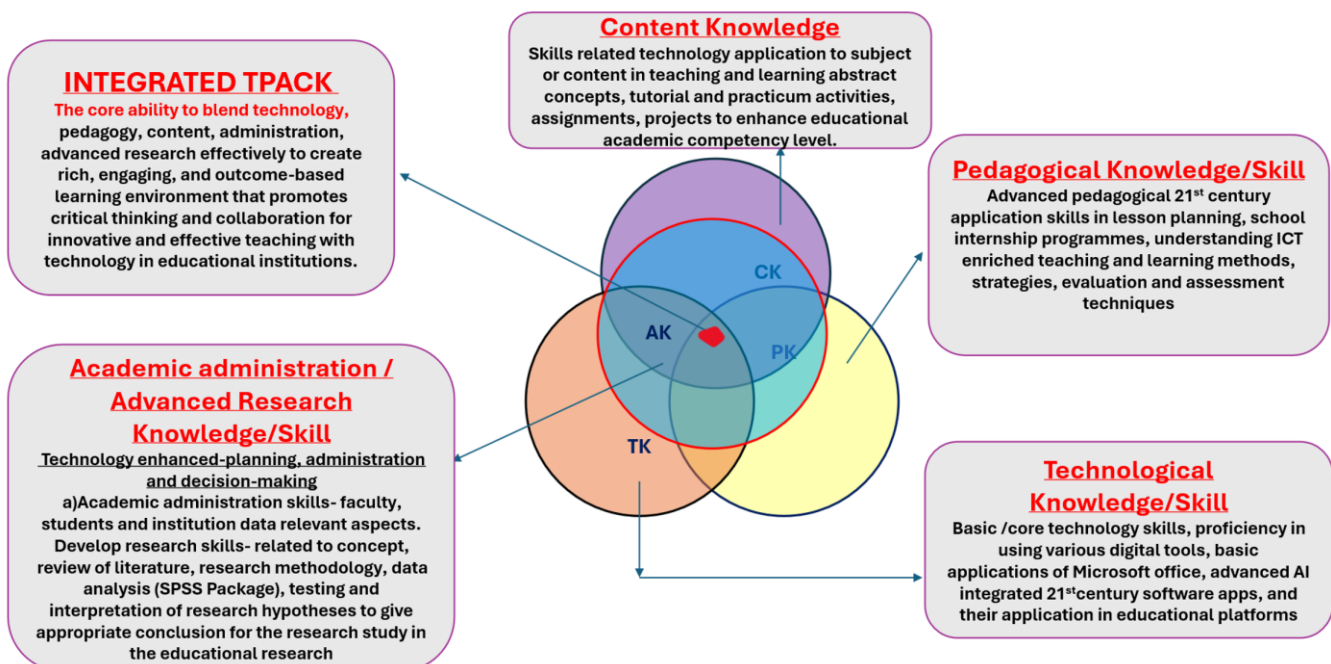 Content Knowledge
Skills related technology application to subject
or content in teaching and learning abstract
concepts, tutorial and practicum activities,
assignments, projects to enhance educational
academic competency level.
INTEGRATED TPACK
The core ability to blend technology,
pedagogy, content, administration,
advanced research effectively to create
rich, engaging, and outcome-based
learning environment that promotes
critical thinking and collaboration for
innovative and effective teaching with
technology in educational institutions.
Pedagogical Knowledge/Skill
Advanced pedagogical 21st century
application skills in lesson planning, school
internship programmes, understanding ICT
enriched teaching and learning methods,
strategies, evaluation and assessment
techniques
CK
AK
PK
TK
Academic administration /
Advanced Research
Knowledge/Skill
Technology enhanced-planning, administration
and decision-making
a)Academic administration skills- faculty,
students and institution data relevant aspects.
Develop research skills- related to concept,
review of literature, research methodology, data
analysis (SPSS Package), testing and
interpretation of research hypotheses to give
appropriate conclusion for the research study in
the educational research
Technological
Knowledge/Skill
Basic /core technology skills, proficiency in
using various digital tools, basic
applications of Microsoft office, advanced AI
integrated 21stcentury software apps, and
their application in educational platforms